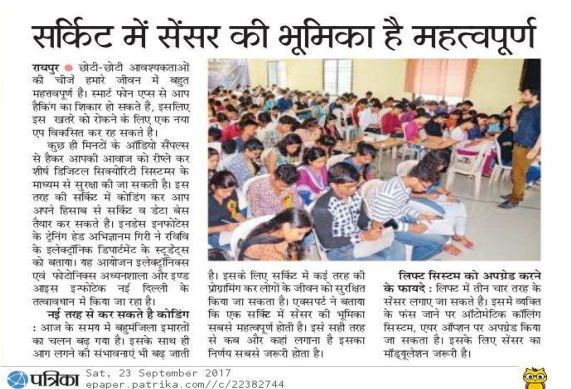 सर्किट में सेंसर की भूमिका है महत्वपूर्ण
रायपुर ● छोटी-छोटी आवश्यकताओं
की चीजें हमारे जीवन में बहुत
महत्तवपूर्ण है। स्मार्ट फोन एप्स से आप
हैकिंग का शिकार हो सकते हैं, इसलिए
इस खतरे को रोकने के लिए एक नया
एप विकसित कर रह सकते है।
कुछ ही मिनटों के ऑडियो सैंपल्स
से हैकर आपकी आवाज को रीप्ले कर
शीर्ष डिजिटल सिक्योरिटी सिस्टम्स के
माध्यम से सुरक्षा की जा सकती है। इस
तरह की सर्किट में कोडिंग कर आप
अपने हिसाब से सर्किट व डेटा बेस
तैयार कर सकते है। इनडेस इनफोटेस
के ट्रेनिंग हेड अभिज्ञानम गिरी ने रविवि
के इलेक्ट्रॉनिक डिपार्टमेंट के स्टूडेंट्स
को बताया। यह आयोजन इलेक्ट्रॉनिक्स
एवं फोटोनिक्स अध्यनशाला और इण्ड
आइस इन्फोटेक नई दिल्ली के
तत्वावधान में किया जा रहा है।
नई तरह से कर सकते है कोडिंग
: आज के समय में बहुमंजिला इमारतों
का चलन बढ़ गया है। इसके साथ ही
आग लगने की संभावनाएं भी बढ़ जाती
है। इसके लिए सर्किट में कई तरह की
प्रोग्रामिंग कर लोगों के जीवन को सुरक्षित
किया जा सकता है। एक्सपर्ट ने बताया
कि एक सर्किट में सेंसर की भूमिका
सबसे महत्वपूर्ण होती है। इसे सही तरह
से कब और कहां लगाना है इसका
निर्णय सबसे जरूरी होता है।
लिफ्ट सिस्टम को अपग्रेड करने
के फायदे : लिफ्ट में तीन चार तरह के
सेंसर लगाए जा सकते है। इसमें व्यक्ति
के फंस जाने पर ऑटोमेटिक कॉलिंग
सिस्टम, एयर ऑप्शन पर अपग्रेड किया
जा सकता है। इसके लिए सेंसर का
मॉड्यूलेशन जरूरी है।
पत्रिका Sat, 23 September 2017
epaper.patrika.com//c/22382744